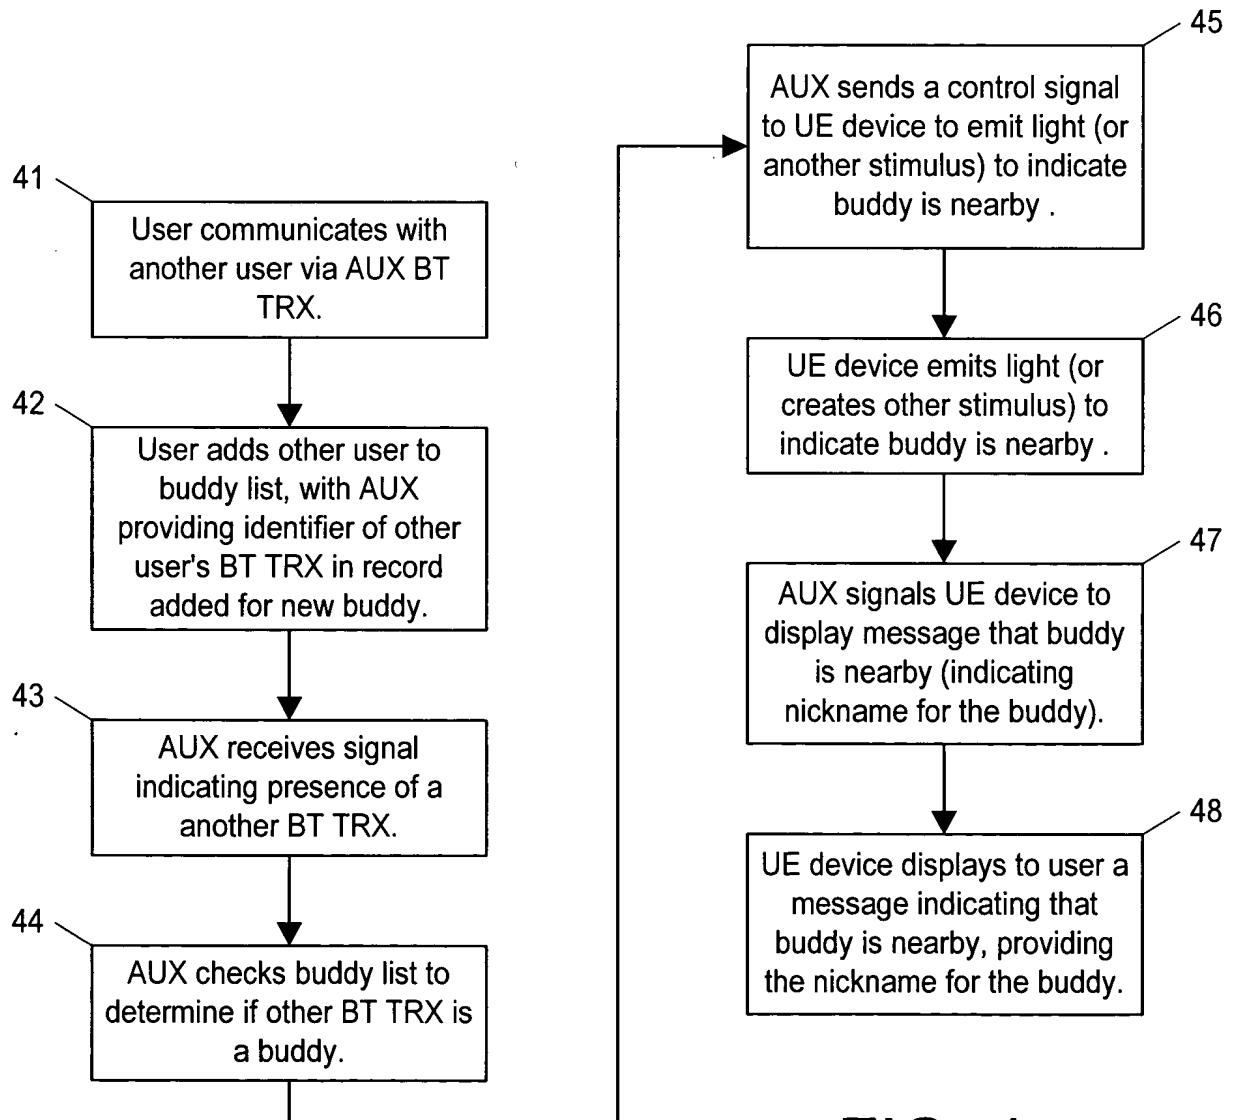 41
User communicates with
another user via AUX BT
TRX.
42
User adds other user to
buddy list, with AUX
providing identifier of other
user's BT TRX in record
added for new buddy.
43
AUX receives signal
indicating presence of a
another BT TRX.
44
AUX checks buddy list to
determine if other BT TRX is
a buddy.
45
AUX sends a control signal
to UE device to emit light (or
another stimulus) to indicate
buddy is nearby .
46
UE device emits light (or
creates other stimulus) to
indicate buddy is nearby .
47
AUX signals UE device to
display message that buddy
is nearby (indicating
nickname for the buddy).
48
UE device displays to user a
message indicating that
buddy is nearby, providing
the nickname for the buddy.